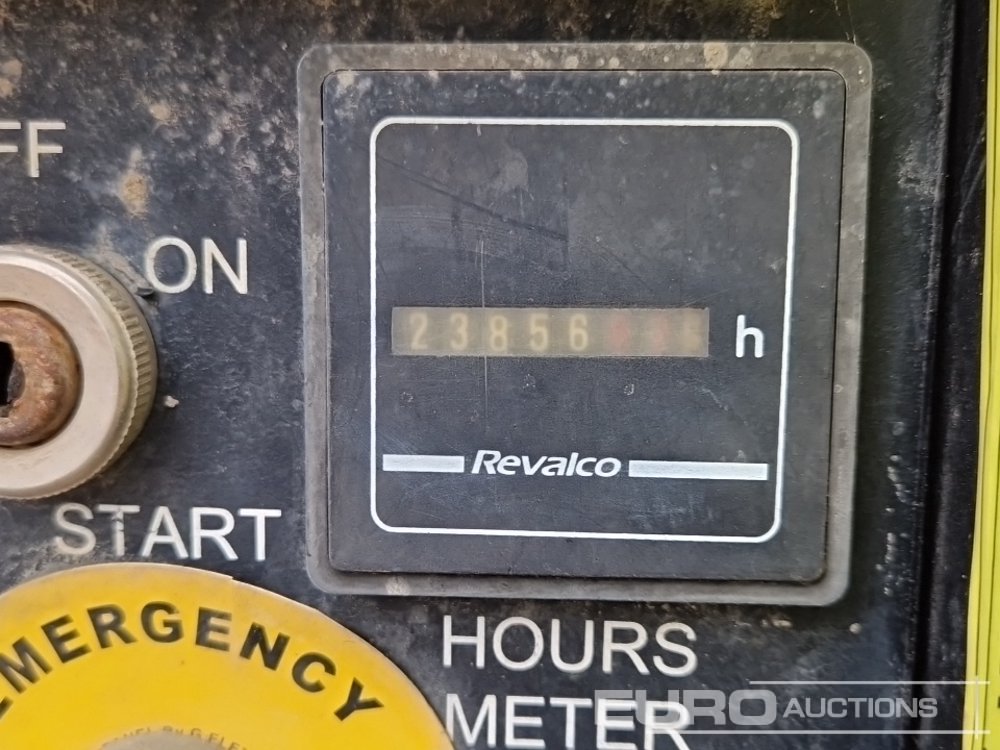 FF
ON
23856
h
Revalco
START
EMERGENCY
HOURS
METER
EURO AUCTIONS